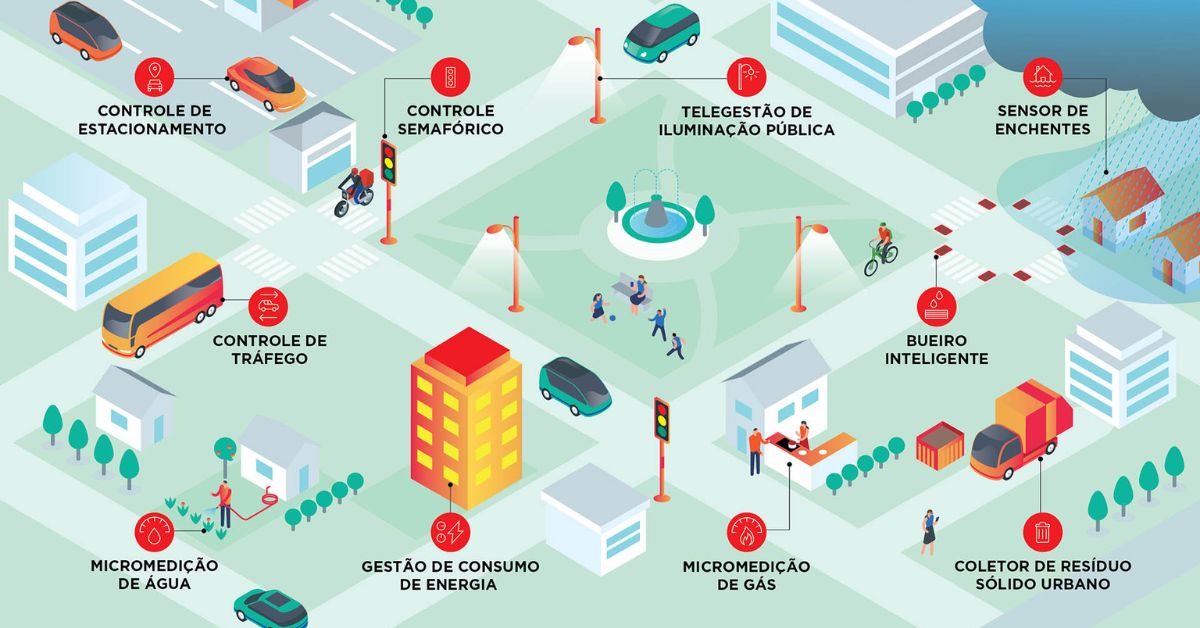 CONTROLE DE
ESTACIONAMENTO
CONTROLE
SEMAFÓRICO
TELEGESTÃO DE
ILUMINAÇÃO PÚBLICA
SENSOR DE
ENCHENTES
CONTROLE DE
TRÁFEGO
BUEIRO
INTELIGENTE
MICROMEDIÇÃO
DE ÁGUA
GESTÃO DE CONSUMO
DE ENERGIA
MICROMEDIÇÃO
DE GÁS
COLETOR DE RESÍDUO
SÓLIDO URBANO